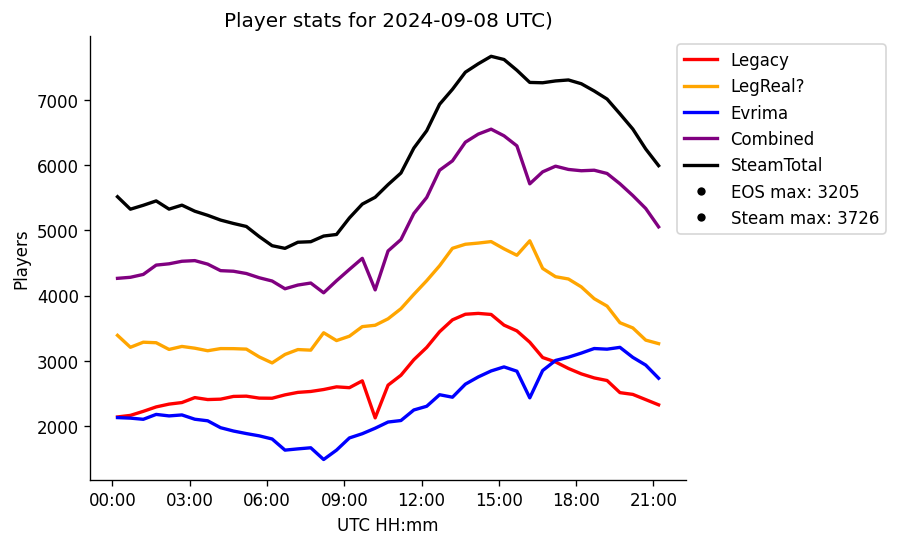 Player stats for 2024-09-08 UTC)
Legacy
LegReal?
Evrima
Combined
SteamTotal
EOS max: 3205
Steam max: 3726
Players
7000
6000
5000
4000
3000
2000
00:00 03:00 06:00 09:00 12:00 15:00 18:00 21:00
UTC HH:mm